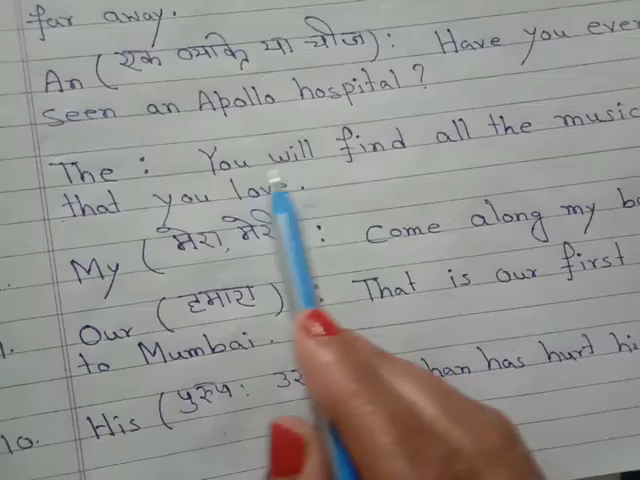 far away.
An (एक व्यक्ति या चीज): Have you ever
seen an Apollo hospital?
The : You will find all the music
that you love.
My (मेरा, मेरी : Come along my
9. Our (हमारा) : That is our first
to Mumbai.
10. His (पुरुष: has hurt